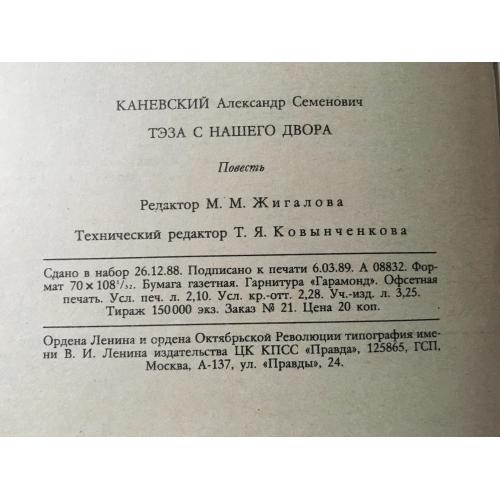 КАНЕВСКИЙ Александр Семенович
ТЭЗА С НАШЕГО ДВОРА
Повесть
Редактор М. М. Жигалова
Технический редактор Т. Я. Ковынченкова
Сдано в набор 26.12.88. Подписано к печати 6.03.89. А 08832. Фор-
мат 70×108¹/₃₂. Бумага газетная. Гарнитура «Гарамонд». Офсетная
печать. Усл. печ. л. 2,10. Усл. кр.-отт. 2,28. Уч.-изд. л. 3,25.
Тираж 150 000 экз. Заказ № 21. Цена 20 коп.
Ордена Ленина и ордена Октябрьской Революции типография име-
ни В. И. Ленина издательства ЦК КПСС «Правда», 125865, ГСП,
Москва, А-137, ул. «Правды», 24.